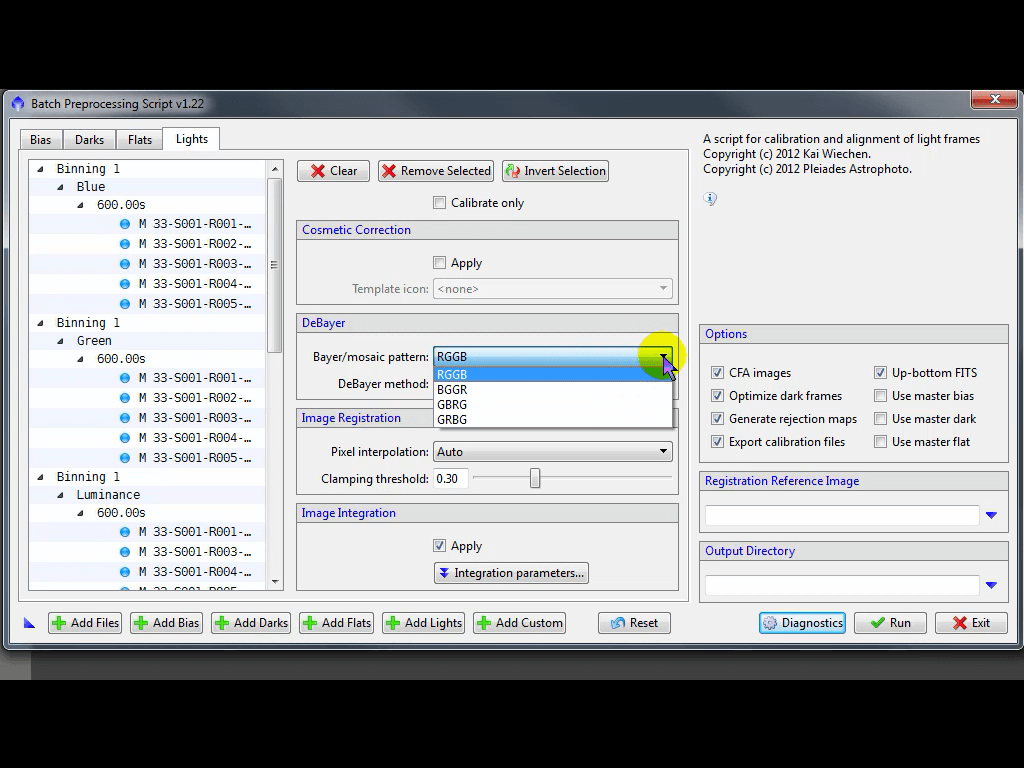 Batch Preprocessing Script v1.22
Bias
Darks
Flats
Lights
Binning 1
Blue
600.00s
M 33-S001-R001-...
M 33-S001-R002-...
M 33-S001-R003-...
M 33-S001-R004-...
M 33-S001-R005-...
Binning 1
Green
600.00s
M 33-S001-R001-...
M 33-S001-R002-...
M 33-S001-R003-...
M 33-S001-R004-...
M 33-S001-R005-...
Binning 1
Luminance
600.00s
M 33-S001-R001-...
M 33-S001-R003-...
M 33-S001-R004-...
Clear
Remove Selected
Invert Selection
Calibrate only
Cosmetic Correction
Apply
Template icon: <none>
DeBayer
Bayer/mosaic pattern: RGGB
RGGB
BGGR
GBRG
GRBG
DeBayer method:
Image Registration
Pixel interpolation: Auto
Clamping threshold: 0.30
Image Integration
Apply
Integration parameters...
A script for calibration and alignment of light frames
Copyright (c) 2012 Kai Wiechen.
Copyright (c) 2012 Pleiades Astrophoto.
Options
CFA images
Up-bottom FITS
Optimize dark frames
Use master bias
Generate rejection maps
Use master dark
Export calibration files
Use master flat
Registration Reference Image
Output Directory
Add Files
Add Bias
Add Darks
Add Flats
Add Lights
Add Custom
Reset
Diagnostics
Run
Exit